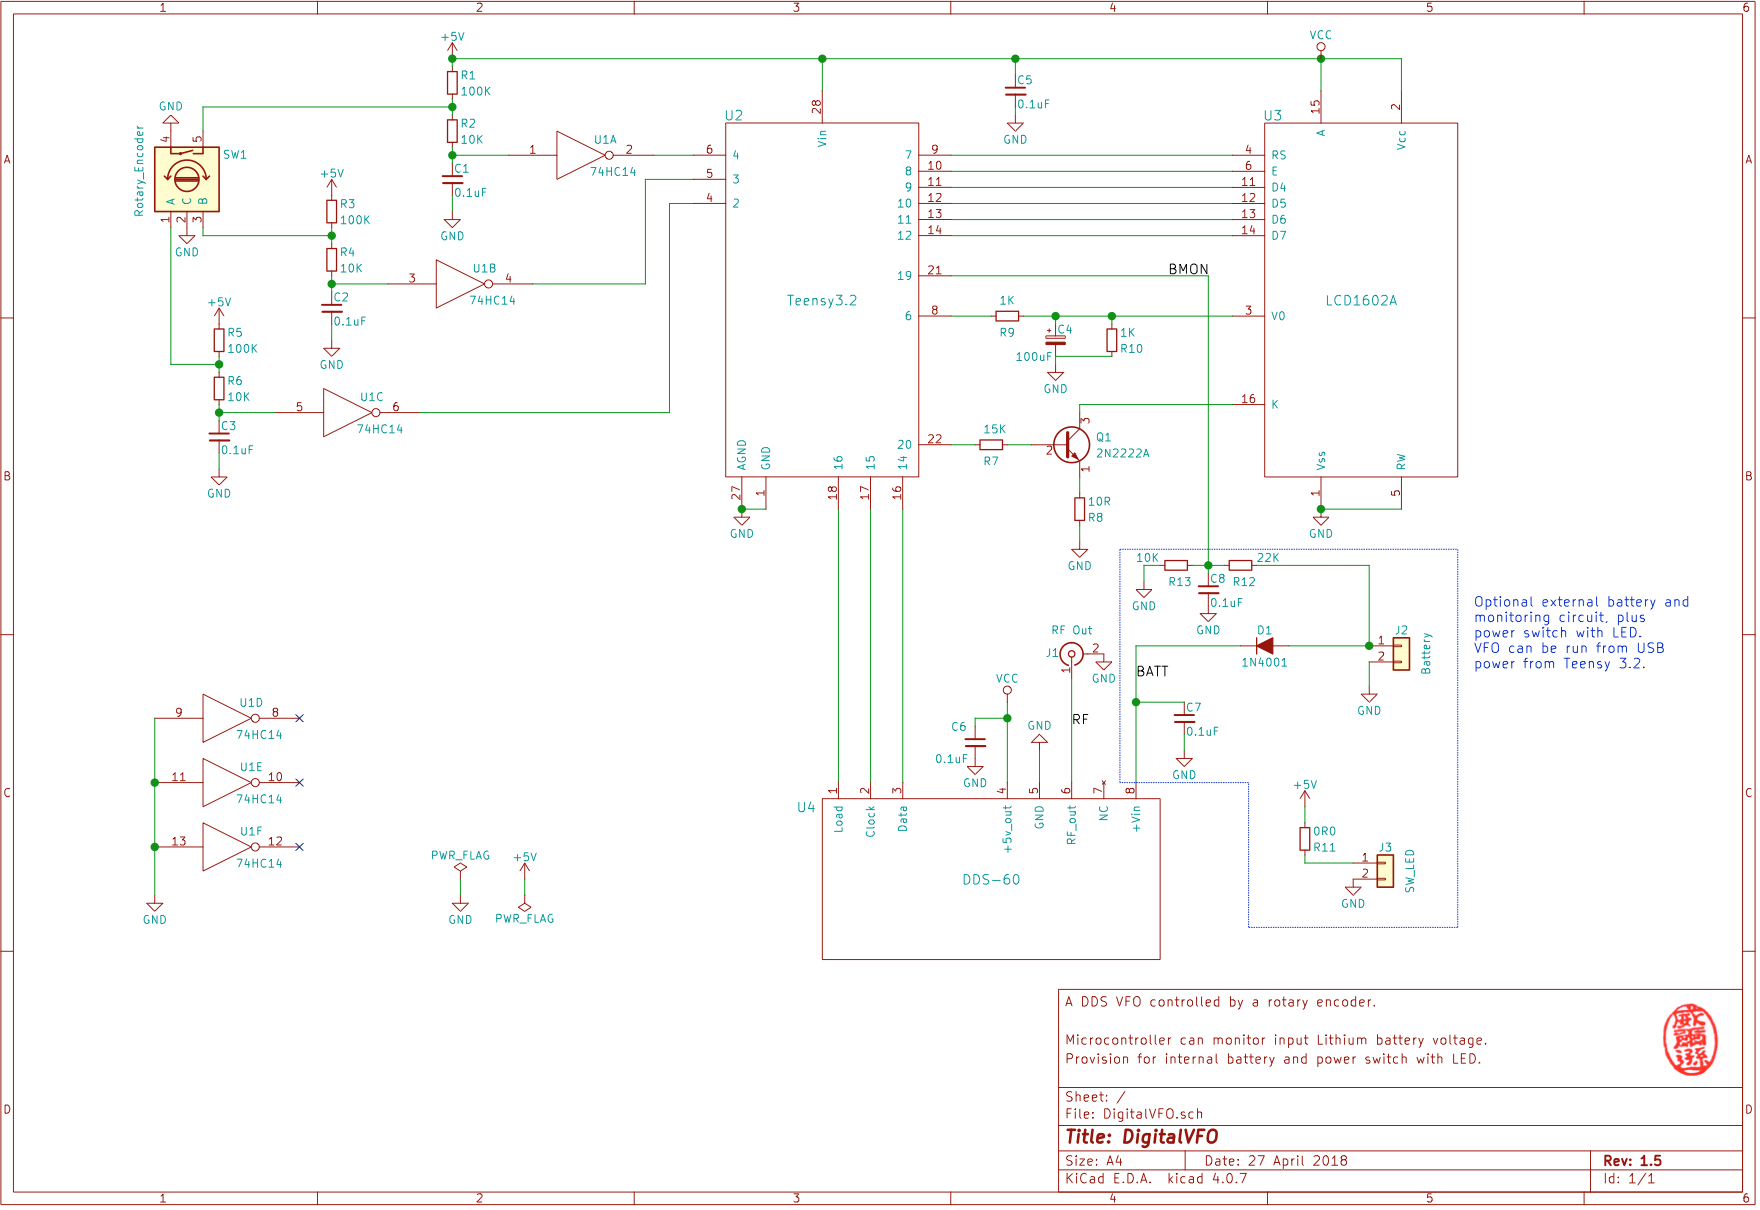 1 2 3 4 5 6
A
B
C
D
A
B
C
D
1 2 3 4 5 6
+5V
R1
100K
R2
10K
C1
0.1uF
GND
GND
Rotary_Encoder
4 5
SW1
A C B
1 2 3
GND
+5V
R3
100K
R4
10K
C2
0.1uF
GND
+5V
R5
100K
R6
10K
C3
0.1uF
GND
1 U1A 2
74HC14
3 U1B 4
74HC14
5 U1C 6
74HC14
U2
28
Vin
6 4
5 3
4 2
7 9
8 10
9 11
10 12
11 13
12 14
19 21
6 8
20 22
Teensy3.2
AGND GND 16 15 14
27 1 18 17 16
GND
C5
0.1uF
GND
VCC
U3
15 2
A Vcc
4 RS
6 E
11 D4
12 D5
13 D6
14 D7
3 V0
16 K
LCD1602A
Vss RW
1 5
GND
BMON
1K
R9
C4
+
100uF
GND
1K
R10
15K
R7
Q1
2N2222A
3
2
1
10R
R8
GND
10K
R13
GND
C8
0.1uF
GND
22K
R12
D1
1N4001
J2
1
2
Battery
GND
BATT
C7
0.1uF
GND
Optional external battery and
monitoring circuit, plus
power switch with LED.
VFO can be run from USB
power from Teensy 3.2.
RF Out
J1 2
1
GND
RF
VCC
C6
0.1uF
GND
GND
+5V
0R0
R11
J3
1
2
SW_LED
GND
U4
1 2 3 4 5 6 7 8
Load Clock Data +5v_out GND RF_out NC +Vin
DDS-60
9 U1D 8
74HC14
11 U1E 10
74HC14
13 U1F 12
74HC14
GND
PWR_FLAG
GND
+5V
PWR_FLAG
A DDS VFO controlled by a rotary encoder.
Microcontroller can monitor input Lithium battery voltage.
Provision for internal battery and power switch with LED.
Sheet: /
File: DigitalVFO.sch
Title: DigitalVFO
Size: A4 Date: 27 April 2018 Rev: 1.5
KiCad E.D.A. kicad 4.0.7 Id: 1/1